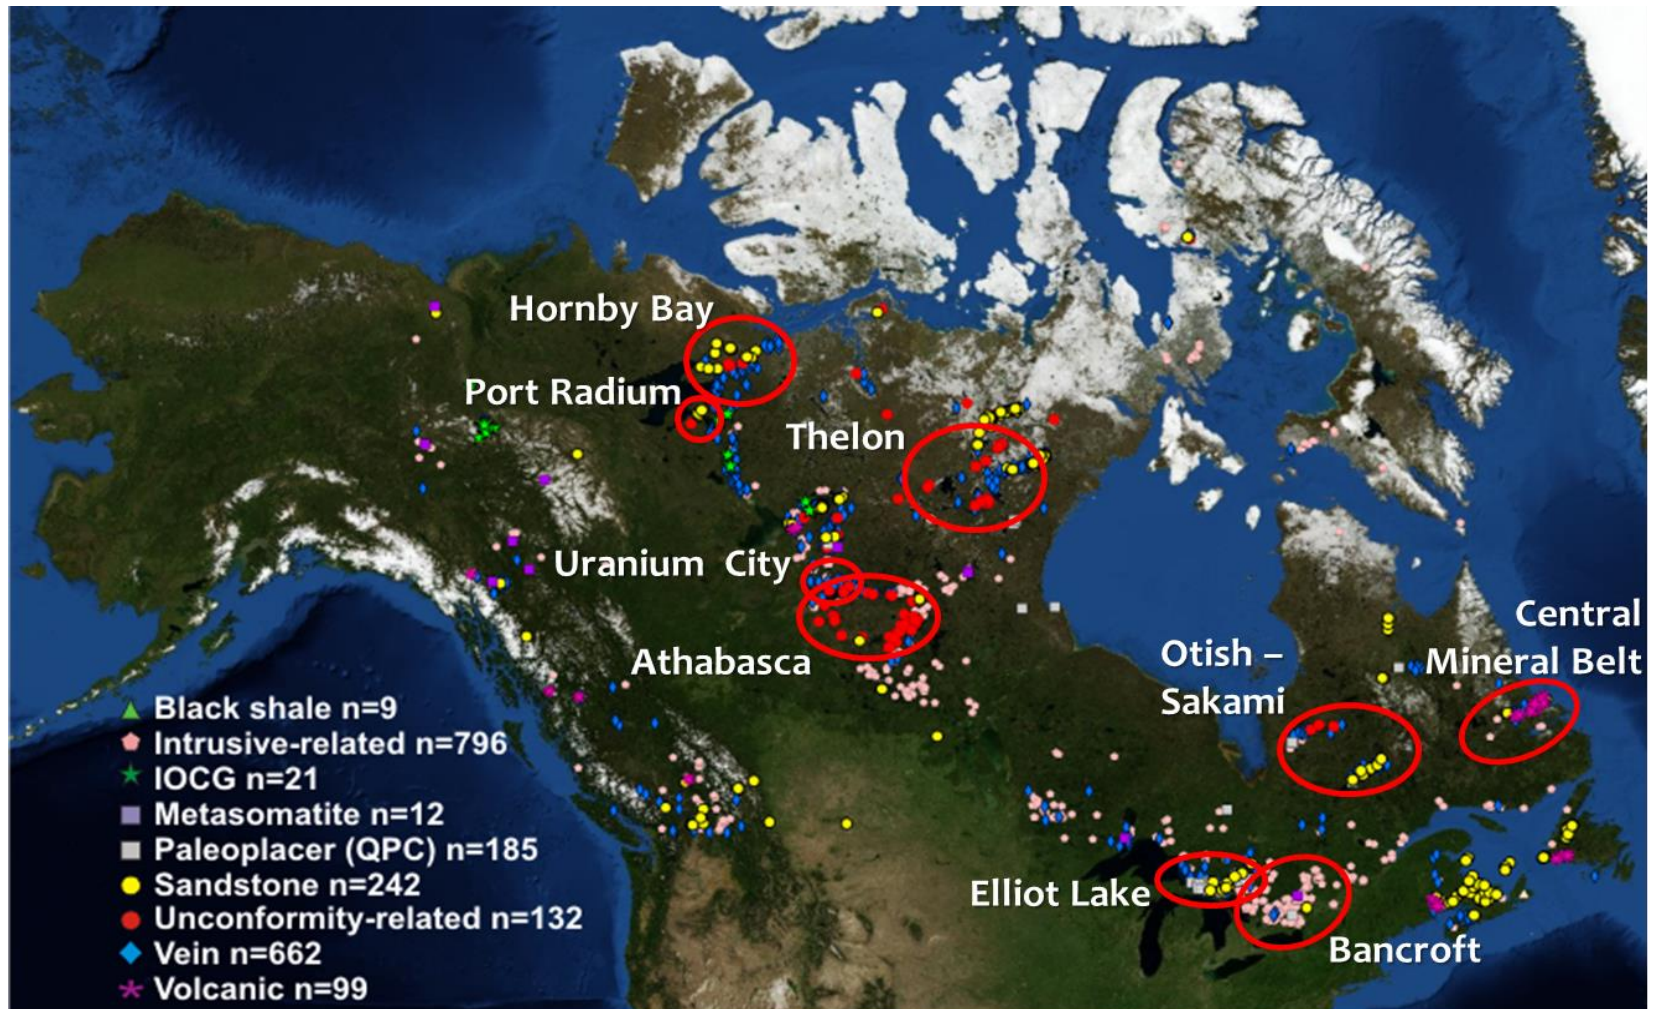 Hornby Bay
Port Radium
Thelon
Uranium City
Athabasca
Central
Mineral Belt
Otish –
Sakami
Elliot Lake
Bancroft
Black shale n=9
Intrusive-related n=796
IOCG n=21
Metasomatite n=12
Paleoplacer (QPC) n=185
Sandstone n=242
Unconformity-related n=132
Vein n=662
Volcanic n=99